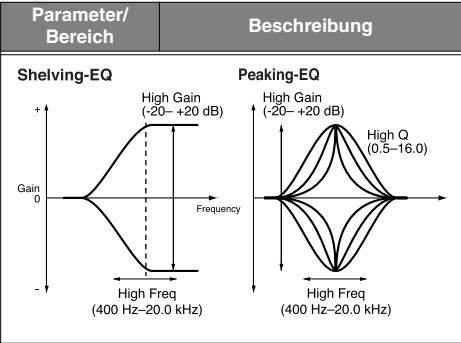 Parameter/
Bereich
Beschreibung
Shelving-EQ
High Gain
(-20– +20 dB)
+
Gain
0
Frequency
–
High Freq
(400 Hz–20.0 kHz)
Peaking-EQ
High Gain
(-20– +20 dB)
High Q
(0.5–16.0)
High Freq
(400 Hz–20.0 kHz)